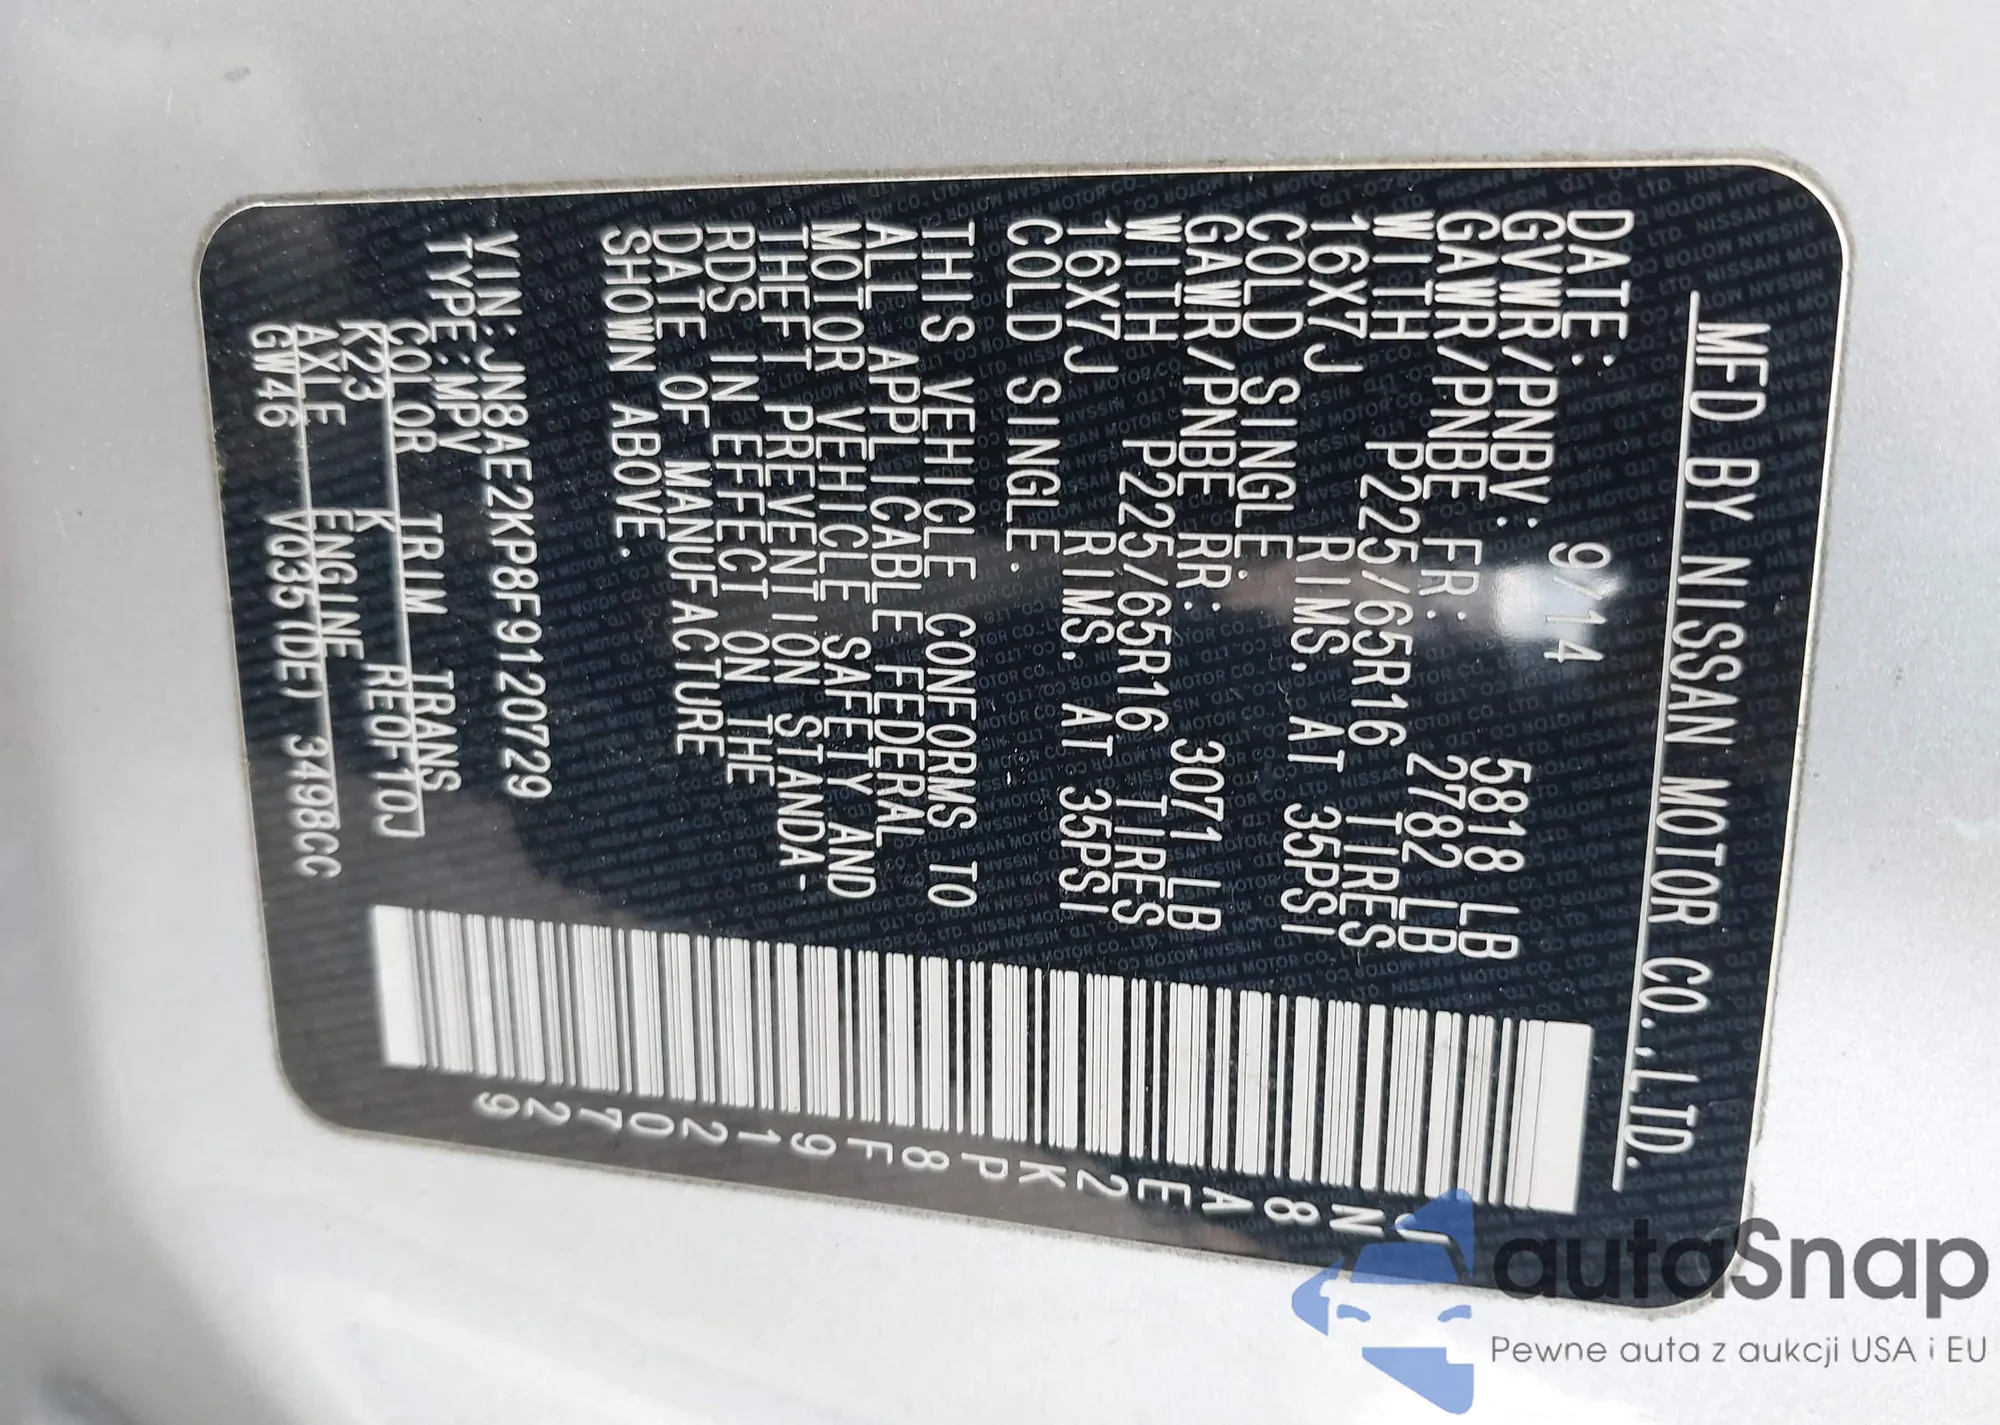 MFD BY NISSAN MOTOR CO.,LTD.
DATE: 9/14
GVWR/PNBV: 5818 LB
GAWR/PNBE FR: 2782 LB
WITH P225/65R16 TIRES
16X7J RIMS, AT 35PSI
COLD SINGLE.
GAWR/PNBE RR: 3071 LB
WITH P225/65R16 TIRES
16X7J RIMS, AT 35PSI
COLD SINGLE.
THIS VEHICLE CONFORMS TO
ALL APPLICABLE FEDERAL
MOTOR VEHICLE SAFETY AND
THEFT PREVENTION STANDA-
RDS IN EFFECT ON THE
DATE OF MANUFACTURE
SHOWN ABOVE.
VIN:JN8AE2KP8F9120729
TYPE:MPV
COLOR TRIM TRANS
K23 K RE0F10J
AXLE ENGINE
GW46 VQ35(DE) 3498CC
JN8AE2KP8F9120729
autaSnap
Pewne auta z aukcji USA i EU